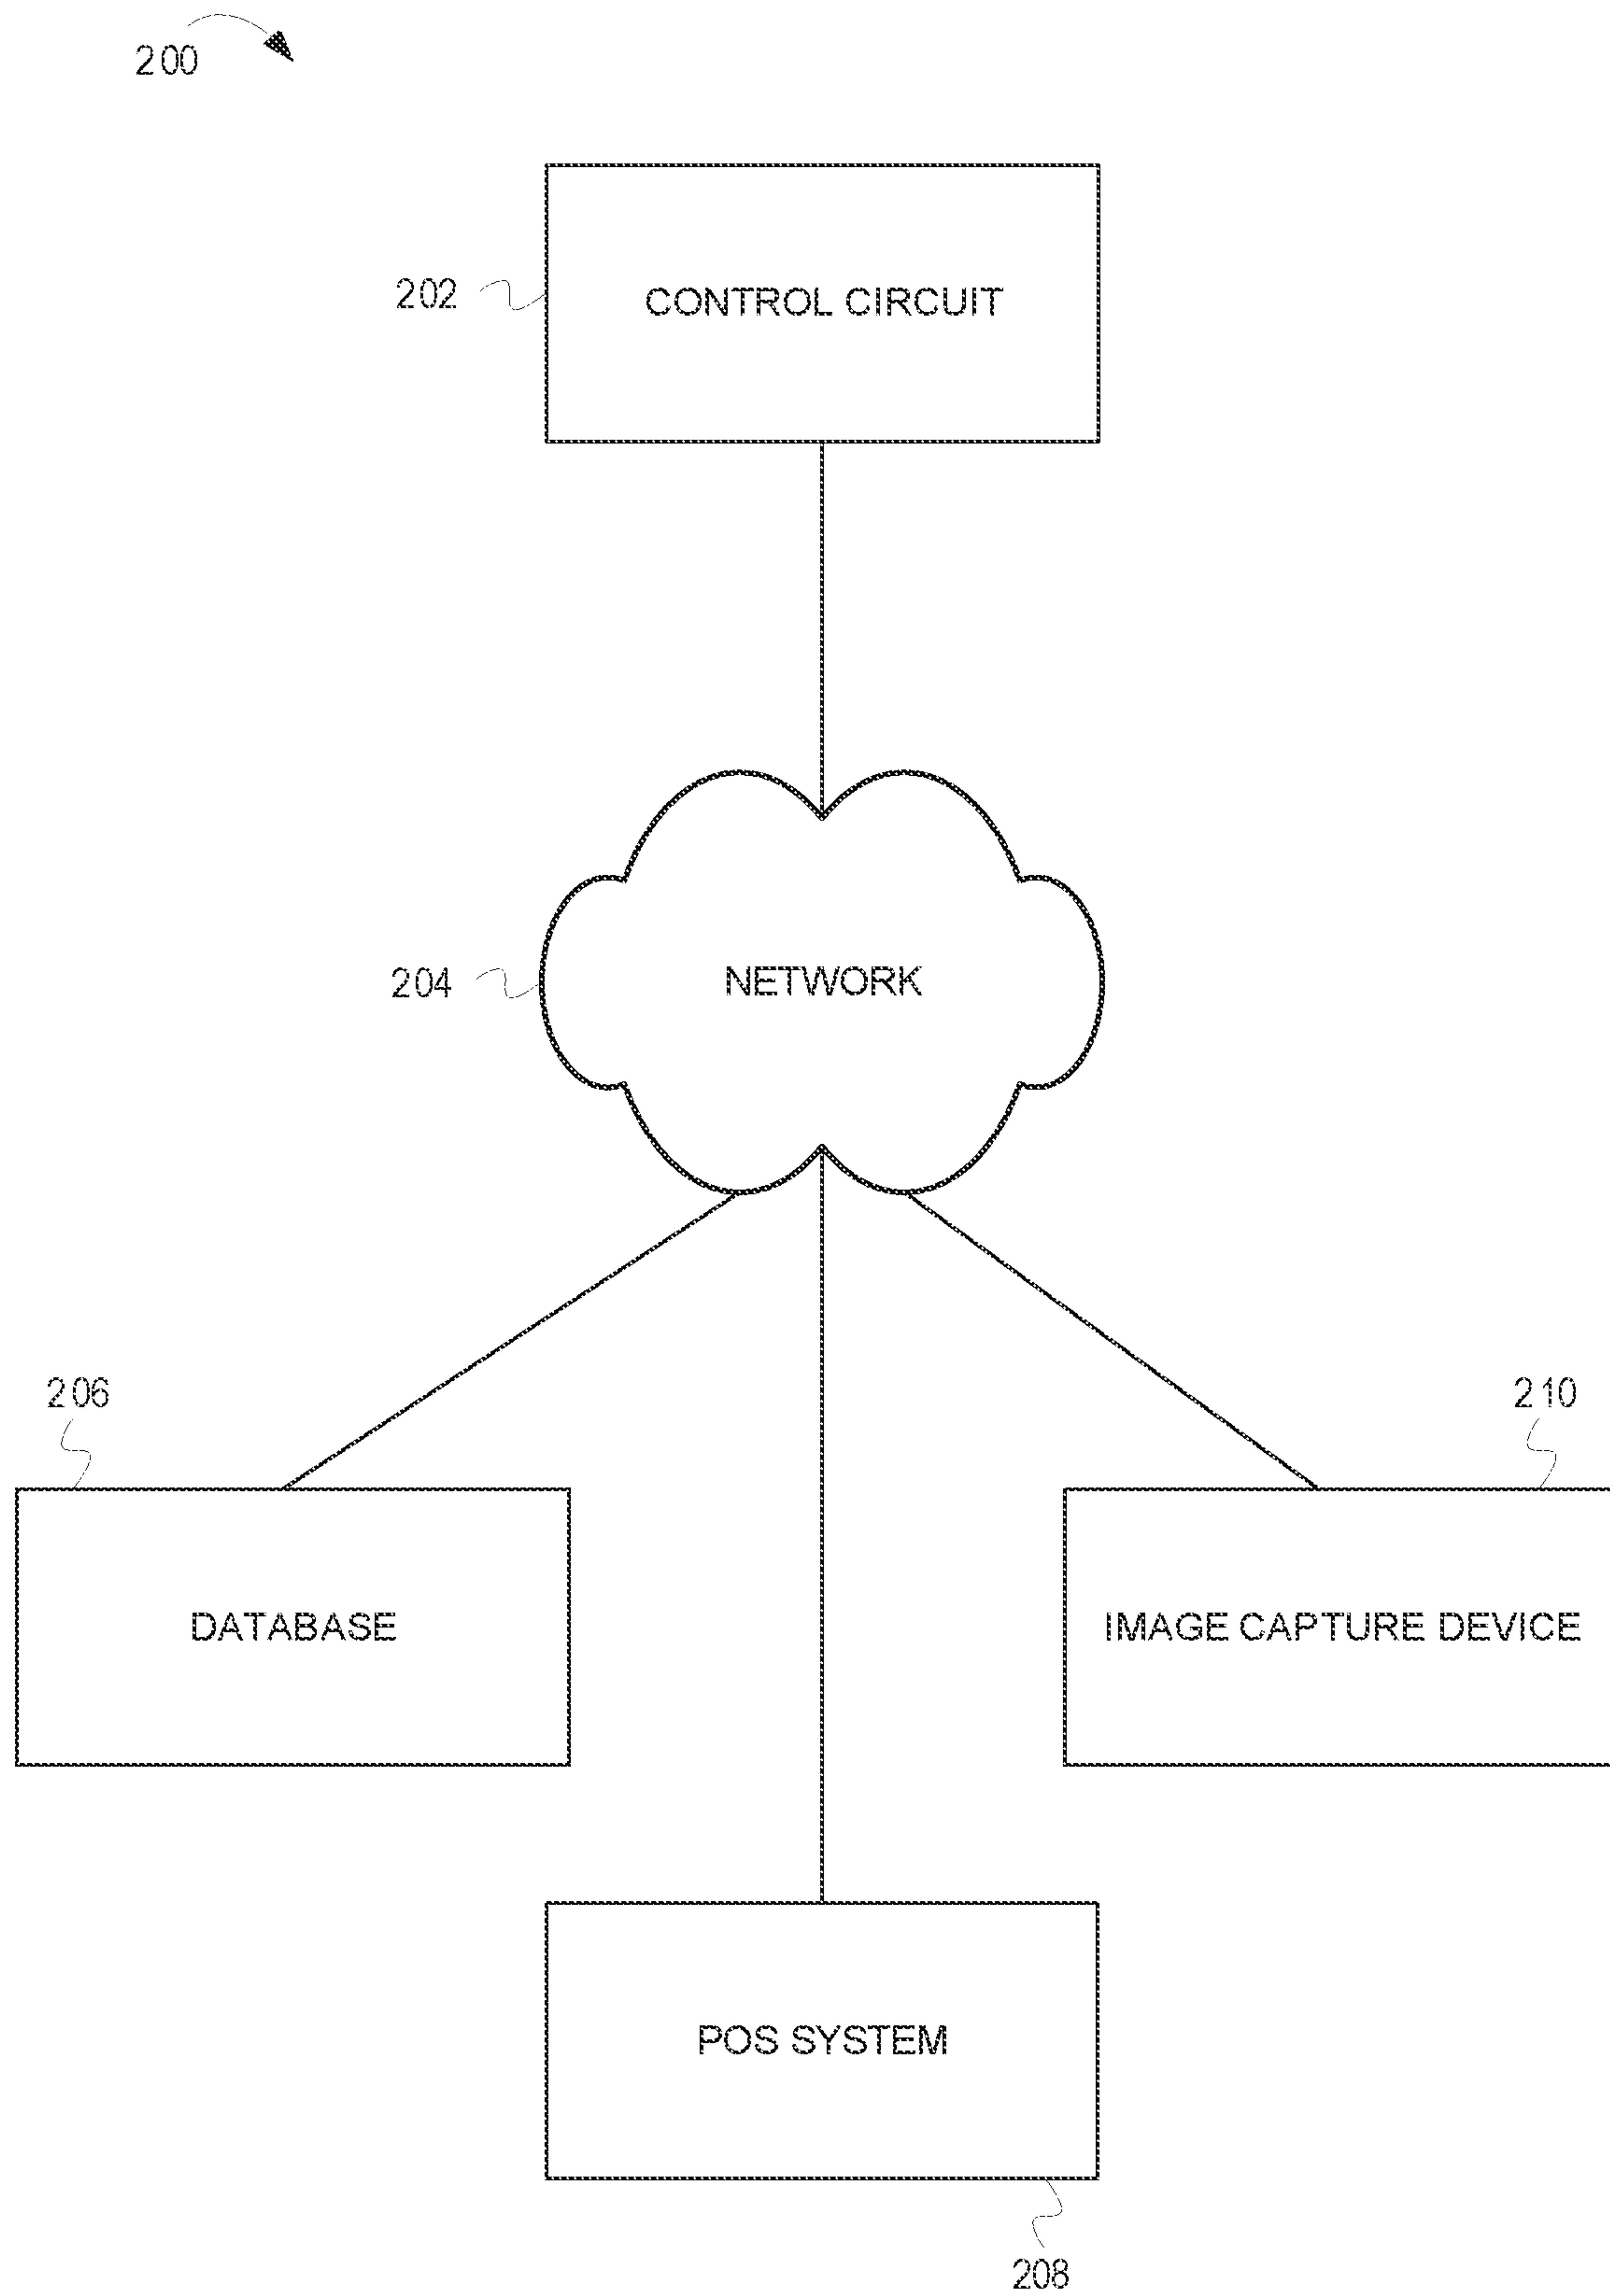 200
202
CONTROL CIRCUIT
204
NETWORK
206
210
DATABASE
IMAGE CAPTURE DEVICE
POS SYSTEM
208